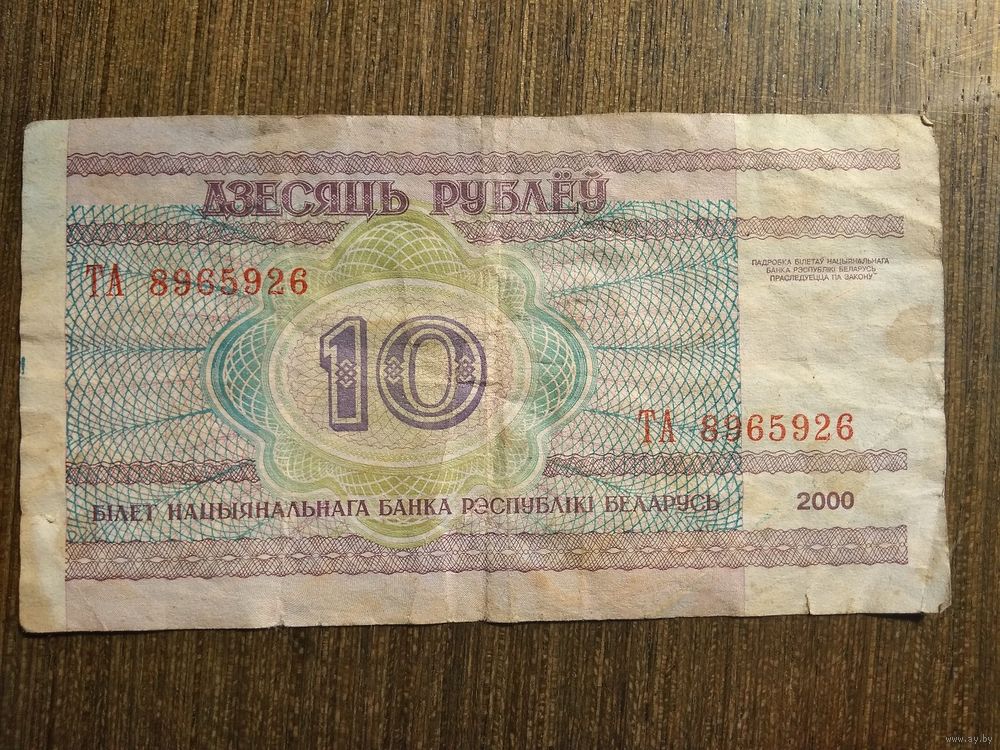 ДЗЕСЯЦЬ РУБЛЁЎ
ТА 8965926
ПАДРОБКА БІЛЕТАЎ НАЦЫЯНАЛЬНАГА
БАНКА РЭСПУБЛІКІ БЕЛАРУСЬ
ПРАСЛЕДУЕЦЦА ПА ЗАКОНУ
10
ТА 8965926
БІЛЕТ НАЦЫЯНАЛЬНАГА БАНКА РЭСПУБЛІКІ БЕЛАРУСЬ
2000
www.ay.by